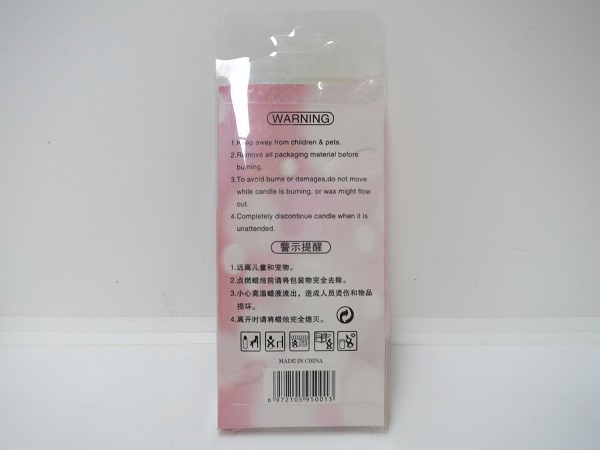 WARNING
1.Keep away from children & pets.
2.Remove all packaging material before
burning.
3.To avoid burns or damages,do not move
while candle is burning, or wax might flow
out.
4.Completely discontinue candle when it is
unattended.
警示提醒
1.远离儿童和宠物。
2.点燃蜡烛前请将包装物完全去除。
3.小心高温蜡液流出，造成人员烫伤和物品
损坏。
4.离开时请将蜡烛完全熄灭。
MADE IN CHINA
6 972105 950013